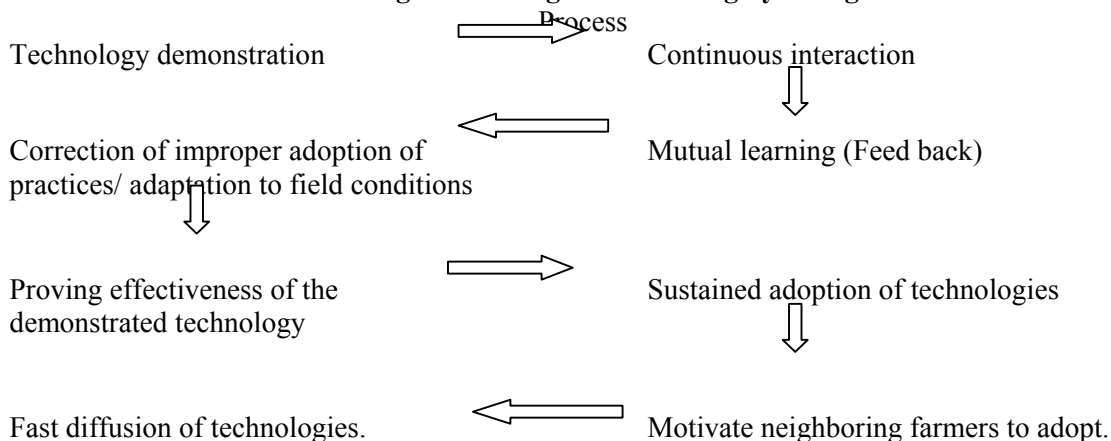 Process
Technology demonstration
Continuous interaction
Correction of improper adoption of
practices/ adaptation to field conditions
Mutual learning (Feed back)
Proving effectiveness of the
demonstrated technology
Sustained adoption of technologies
Fast diffusion of technologies.
Motivate neighboring farmers to adopt.